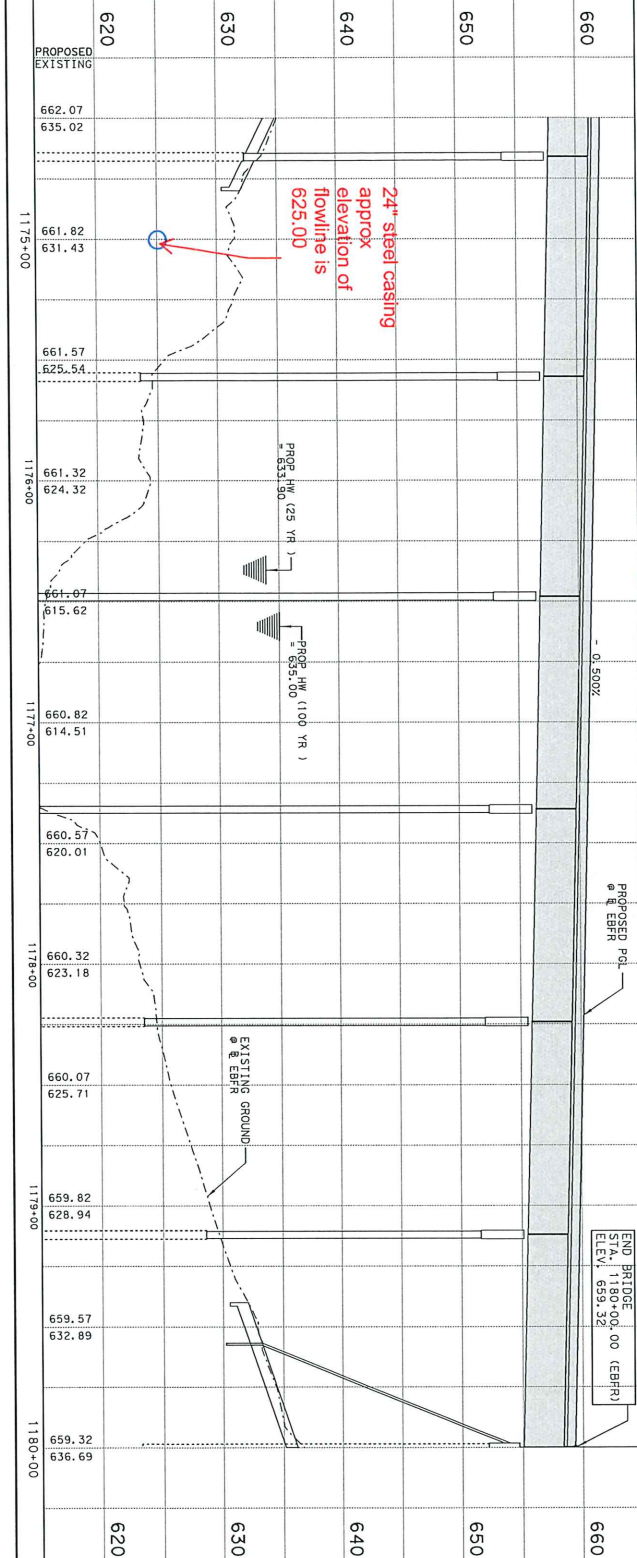 660
650
640
630
620
END BRIDGE
STA. 1180+00.00 (EBFR)
ELEV. 659.32
PROPOSED PGL
@ ℄ EBFR
- 0.500%
PROP HW (25 YR )
= 633.90
PROP HW (100 YR )
= 635.00
24" steel casing
approx
elevation of
flowline is
625.00
EXISTING GROUND
@ ℄ EBFR
660
650
640
630
620
PROPOSED
EXISTING
662.07
635.02
661.82
631.43
661.57
625.54
661.32
624.32
661.07
615.62
660.82
614.51
660.57
620.01
660.32
623.18
660.07
625.71
659.82
628.94
659.57
632.89
659.32
636.69
1175+00
1176+00
1177+00
1178+00
1179+00
1180+00